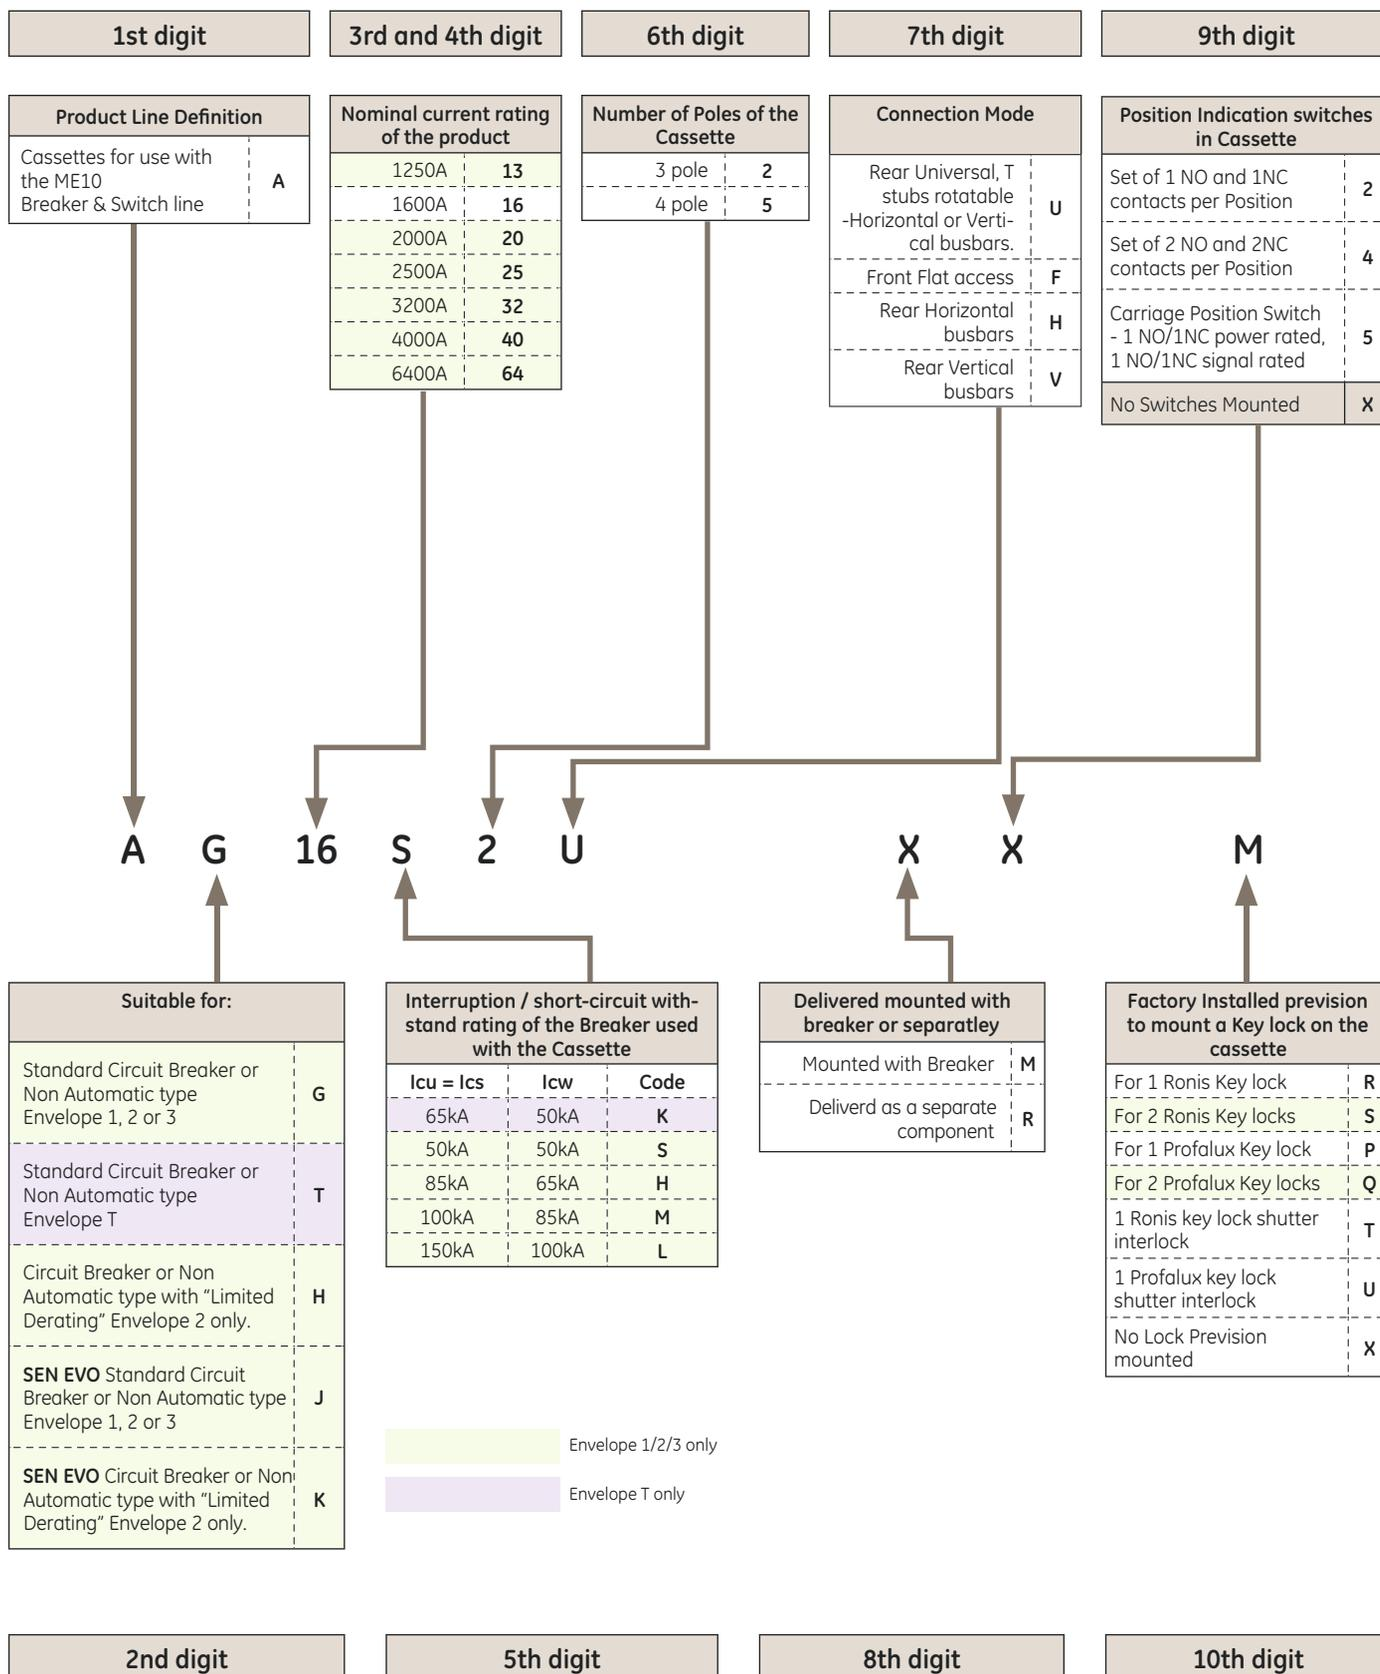 1st digit
3rd and 4th digit
6th digit
7th digit
9th digit
Product Line Definition
Cassettes for use with
the ME10
Breaker & Switch line
A
Nominal current rating
of the product
1250A 13
1600A 16
2000A 20
2500A 25
3200A 32
4000A 40
6400A 64
Number of Poles of the
Cassette
3 pole 2
4 pole 5
Connection Mode
Rear Universal, T
stubs rotatable
-Horizontal or Verti-
cal busbars.
U
Front Flat access F
Rear Horizontal
busbars
H
Rear Vertical
busbars
V
Position Indication switches
in Cassette
Set of 1 NO and 1NC
contacts per Position
2
Set of 2 NO and 2NC
contacts per Position
4
Carriage Position Switch
- 1 NO/1NC power rated,
1 NO/1NC signal rated
5
No Switches Mounted X
A G 16 S 2 U X X M
Suitable for:
Standard Circuit Breaker or
Non Automatic type
Envelope 1, 2 or 3
G
Standard Circuit Breaker or
Non Automatic type
Envelope T
T
Circuit Breaker or Non
Automatic type with “Limited
Derating” Envelope 2 only.
H
SEN EVO Standard Circuit
Breaker or Non Automatic type
Envelope 1, 2 or 3
J
SEN EVO Circuit Breaker or Non
Automatic type with “Limited
Derating” Envelope 2 only.
K
Interruption / short-circuit with-
stand rating of the Breaker used
with the Cassette
Icu = Ics Icw Code
65kA 50kA K
50kA 50kA S
85kA 65kA H
100kA 85kA M
150kA 100kA L
Envelope 1/2/3 only
Envelope T only
Delivered mounted with
breaker or separatley
Mounted with Breaker M
Deliverd as a separate
component
R
Factory Installed prevision
to mount a Key lock on the
cassette
For 1 Ronis Key lock R
For 2 Ronis Key locks S
For 1 Profalux Key lock P
For 2 Profalux Key locks Q
1 Ronis key lock shutter
interlock
T
1 Profalux key lock
shutter interlock
U
No Lock Prevision
mounted
X
2nd digit
5th digit
8th digit
10th digit